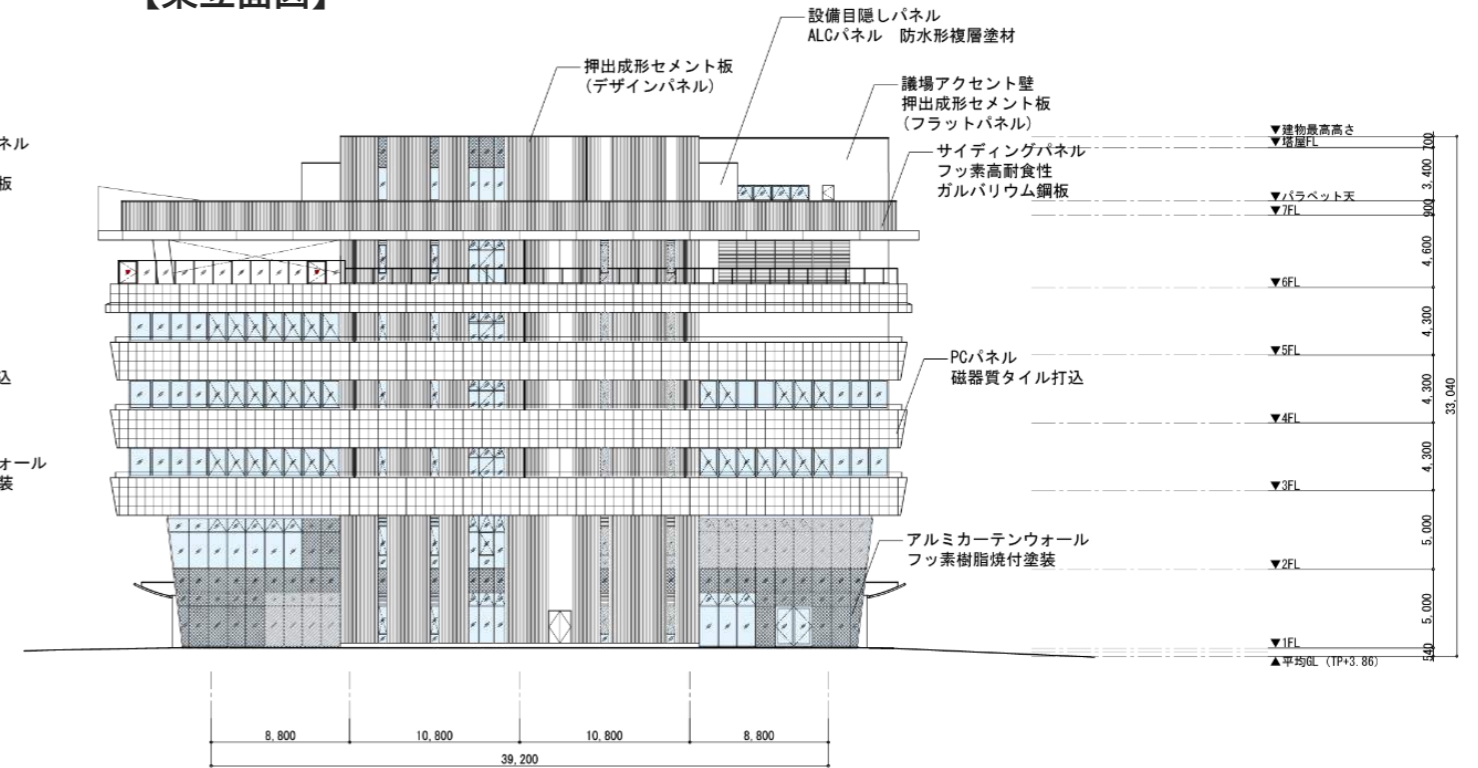 【東立面図】
設備目隠しパネル
ALCパネル　防水形複層塗材
押出成形セメント板
(デザインパネル)
議場アクセント壁
押出成形セメント板
(フラットパネル)
サイディングパネル
フッ素高耐食性
ガルバリウム鋼板
ネル
板
込
ォール
装
PCパネル
磁器質タイル打込
アルミカーテンウォール
フッ素樹脂焼付塗装
▼建物最高高さ
▼塔屋FL
▼パラペット天
▼7FL
▼6FL
▼5FL
▼4FL
▼3FL
▼2FL
▼1FL
▲平均GL (TP+3.86)
700
3,400
900
4,600
4,300
4,300
4,300
5,000
5,000
540
33,040
8,800
10,800
10,800
8,800
39,200